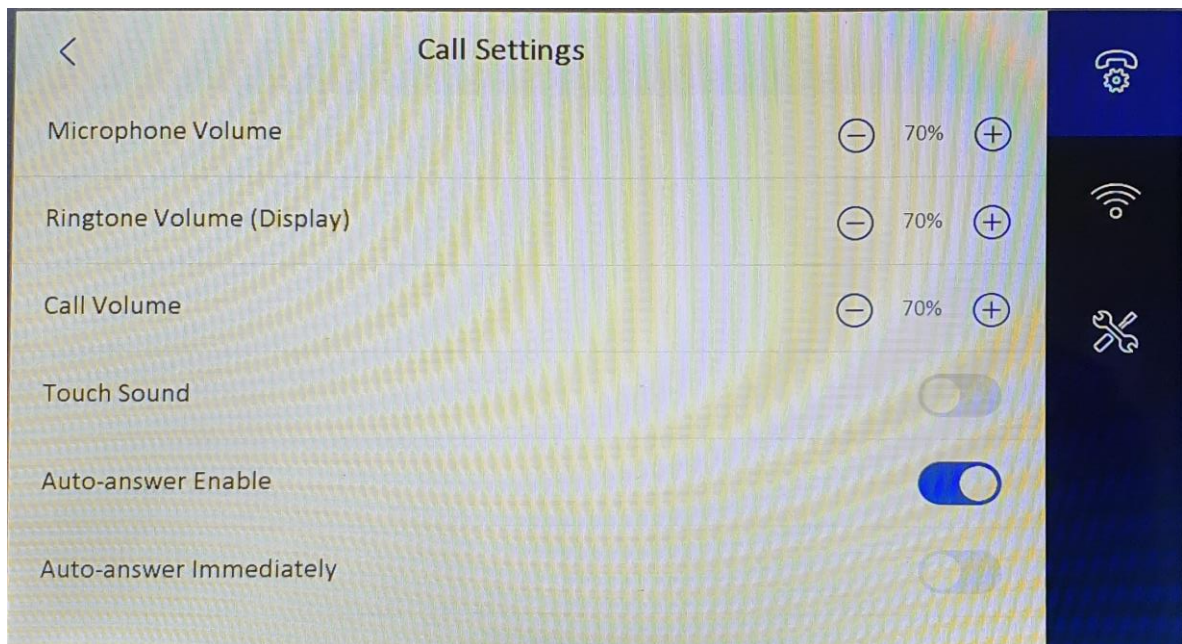 Call Settings
Microphone Volume
70%
Ringtone Volume (Display)
70%
Call Volume
70%
Touch Sound
Auto-answer Enable
Auto-answer Immediately